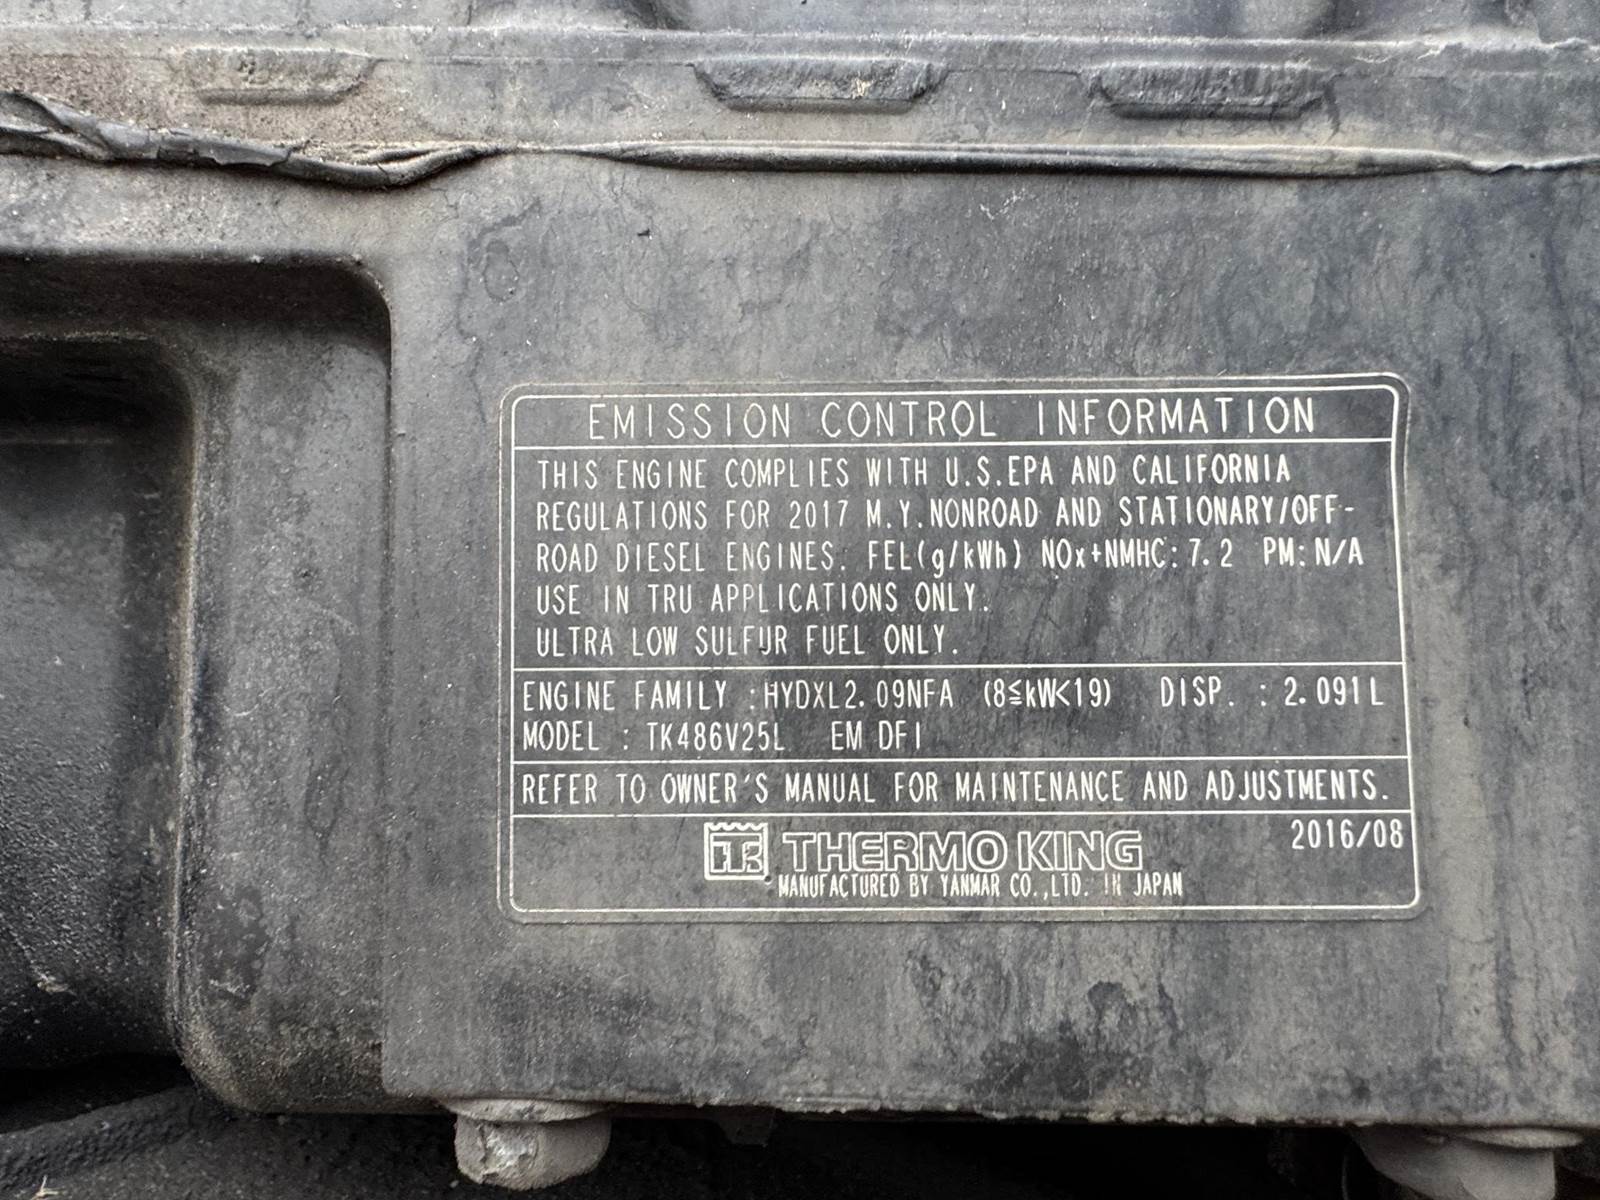 EMISSION CONTROL INFORMATION
THIS ENGINE COMPLIES WITH U.S.EPA AND CALIFORNIA
REGULATIONS FOR 2017 M.Y.NONROAD AND STATIONARY/OFF-
ROAD DIESEL ENGINES. FEL(g/kWh) NOx+NMHC:7.2 PM:N/A
USE IN TRU APPLICATIONS ONLY.
ULTRA LOW SULFUR FUEL ONLY.
ENGINE FAMILY :HYDXL2.09NFA (8≦kW<19) DISP. : 2.091L
MODEL : TK486V25L EM DFI
REFER TO OWNER'S MANUAL FOR MAINTENANCE AND ADJUSTMENTS.
2016/08
TK THERMO KING
MANUFACTURED BY YANMAR CO.,LTD. IN JAPAN